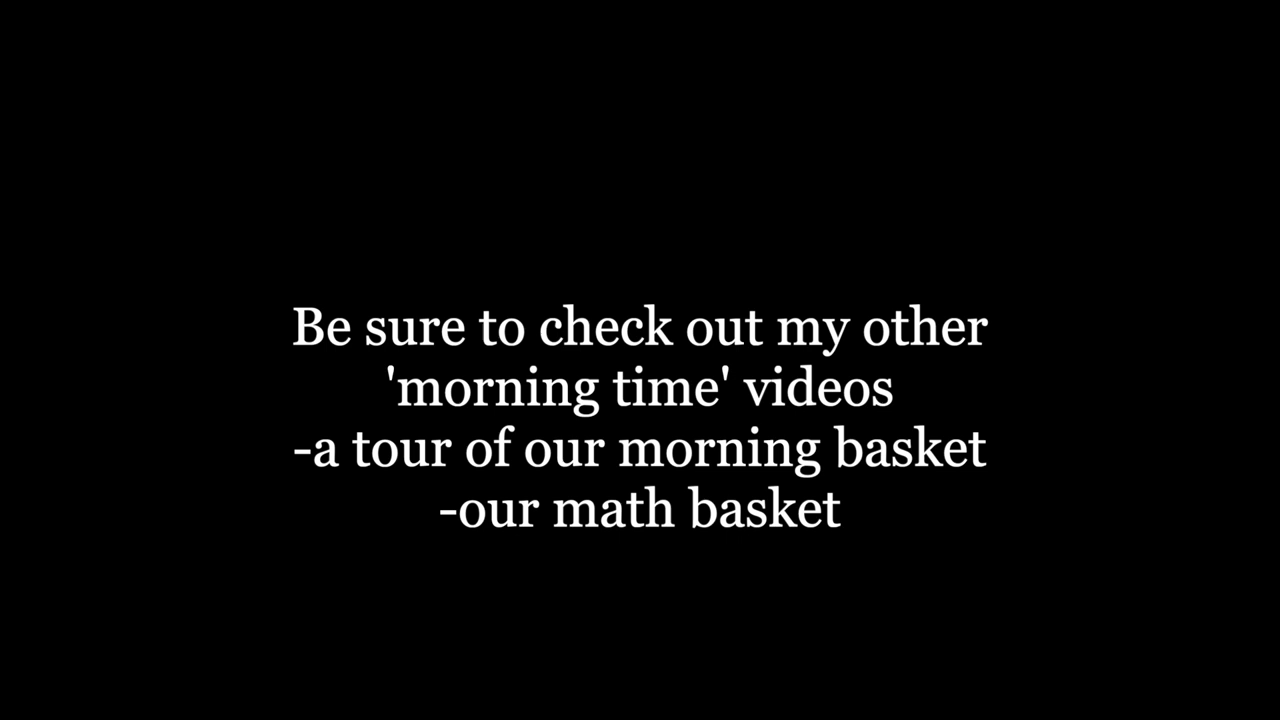 Be sure to check out my other
'morning time' videos
-a tour of our morning basket
-our math basket